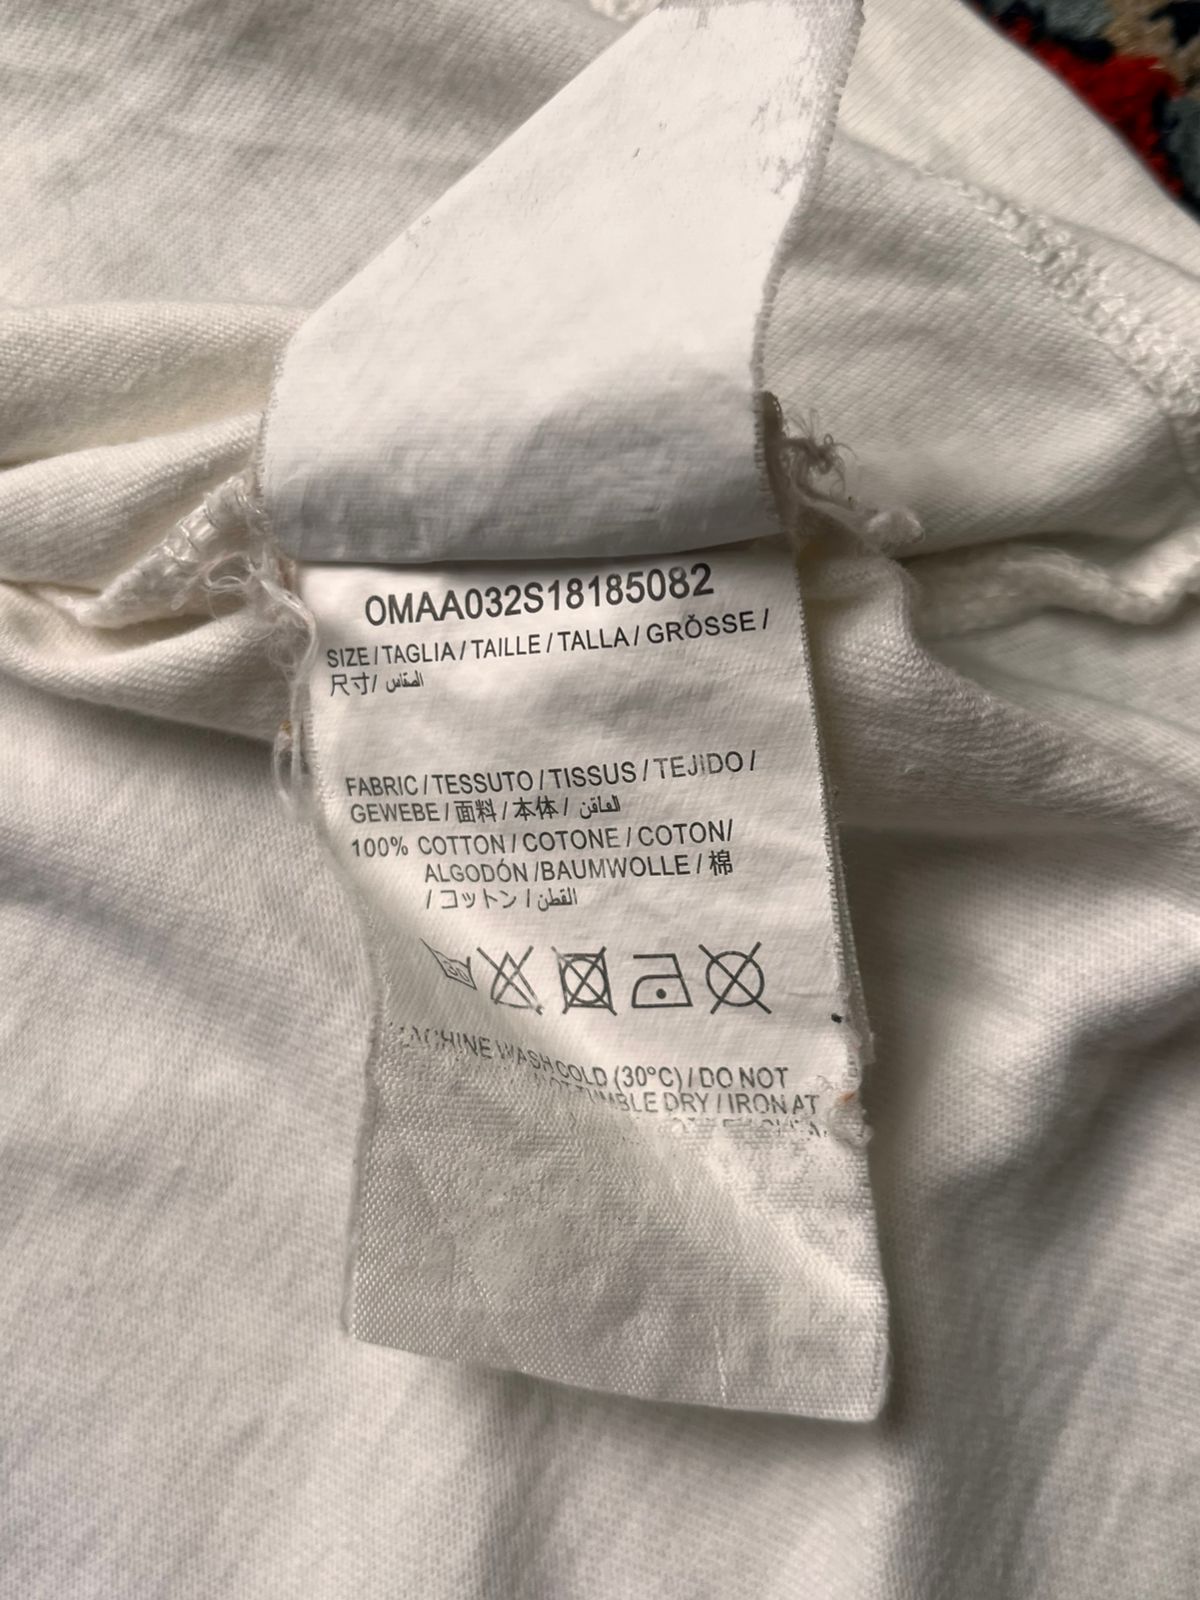 OMAA032S18185082
SIZE / TAGLIA / TAILLE / TALLA / GRǑSSE /
尺寸 / المقاس
FABRIC / TESSUTO / TISSUS / TEJIDO /
GEWEBE / 面料 / 本体 /
100% COTTON / COTONE / COTON/
ALGODÓN /BAUMWOLLE / 棉
/ コットン / القطن
30
MACHINE WASH COLD (30°C) / DO NOT
TUMBLE DRY / IRON AT